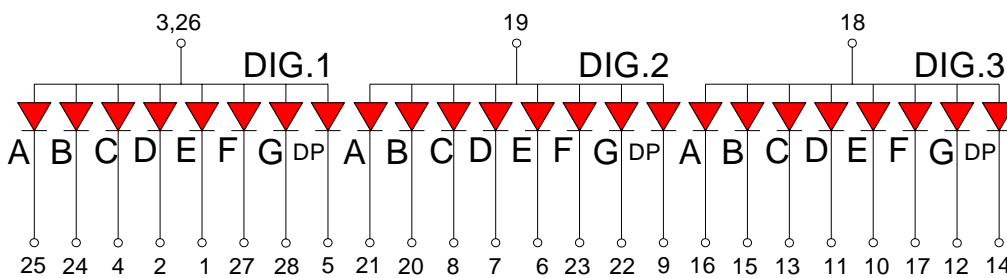 3,26 19 18
DIG.1 DIG.2 DIG.3
A B C D E F G DP A B C D E F G DP A B C D E F G DP
25 24 4 2 1 27 28 5 21 20 8 7 6 23 22 9 16 15 13 11 10 17 12 14